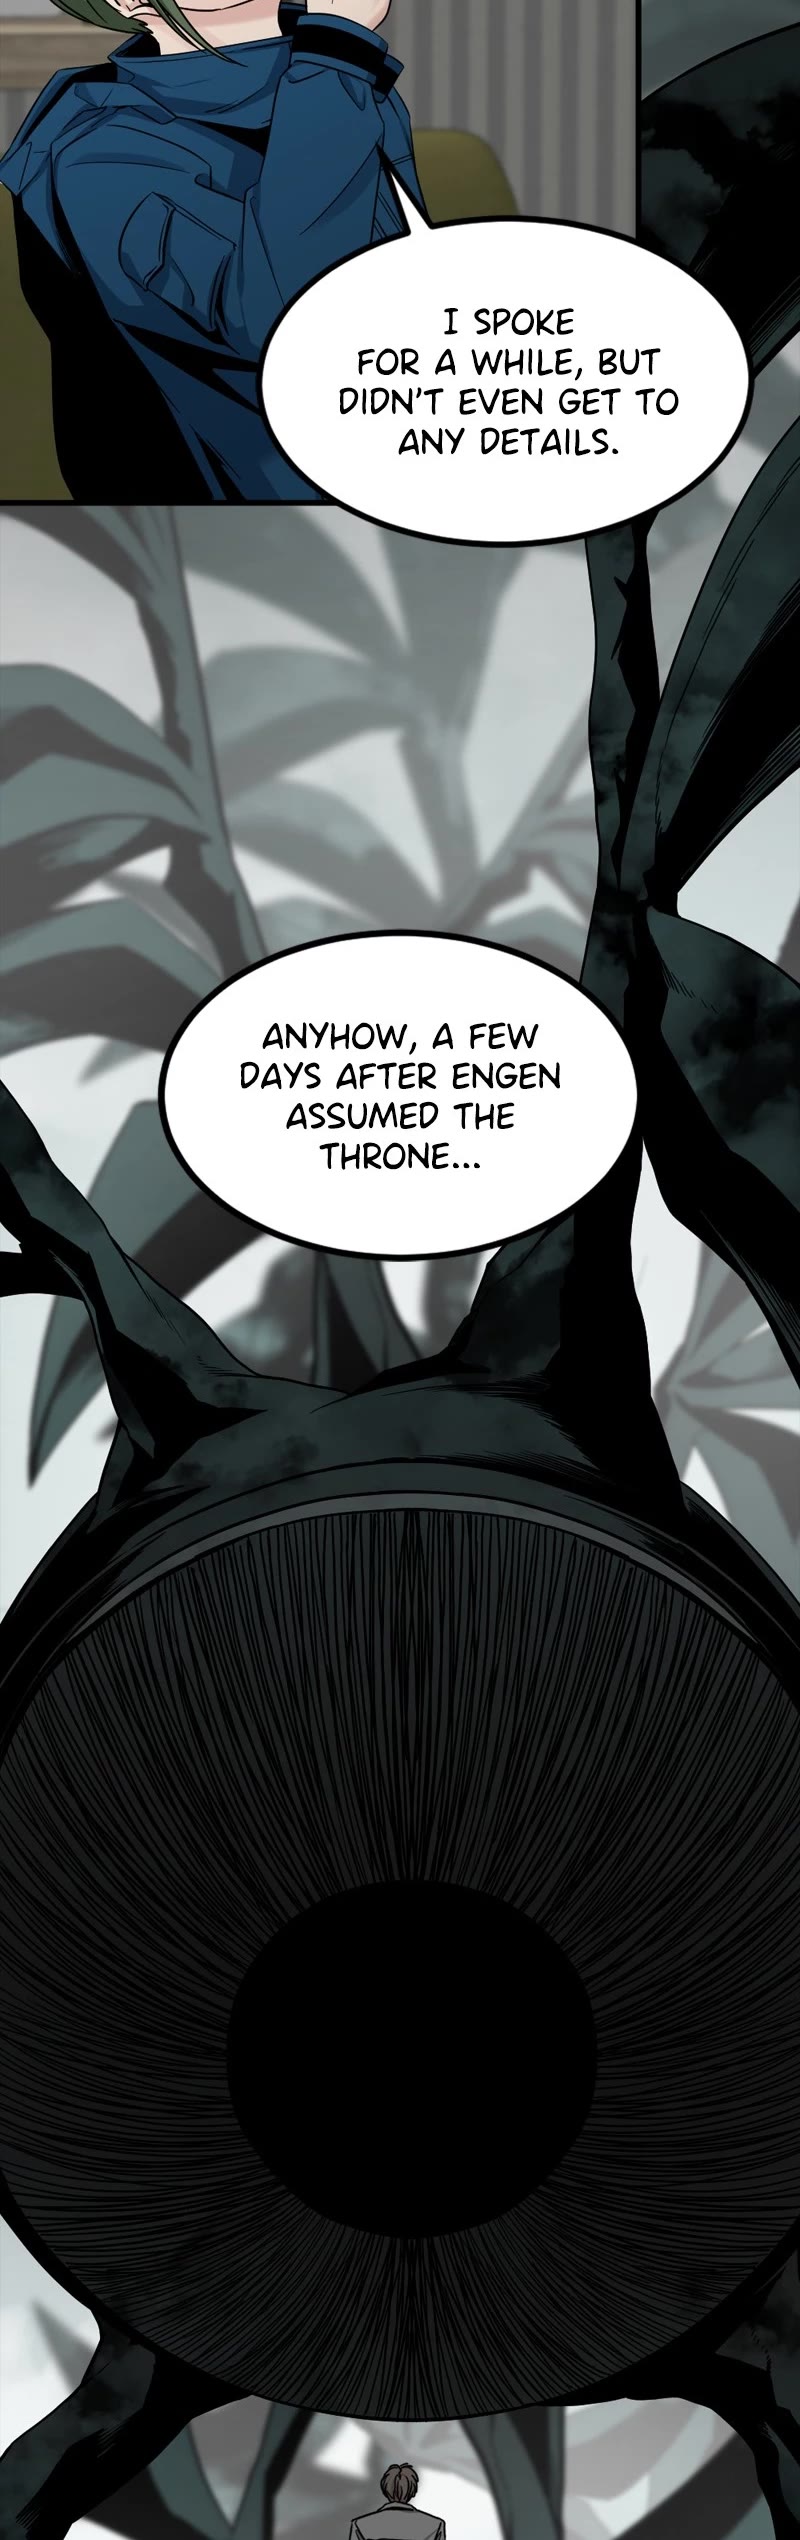 I SPOKE
FOR A WHILE, BUT
DIDN'T EVEN GET TO
ANY DETAILS.
ANYHOW, A FEW
DAYS AFTER ENGEN
ASSUMED THE
THRONE...